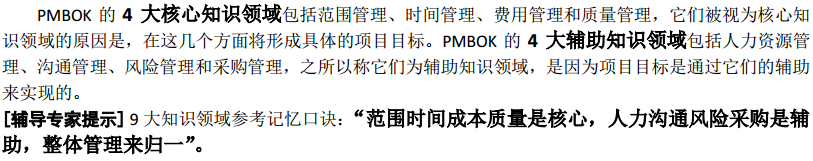 PMBOK 的 4 大核心知识领域包括范围管理、时间管理、费用管理和质量管理，它们被视为核心知
识领域的原因是，在这几个方面将形成具体的项目目标。PMBOK 的 4 大辅助知识领域包括人力资源管
理、沟通管理、风险管理和采购管理，之所以称它们为辅助知识领域，是因为项目目标是通过它们的辅助
来实现的。
[辅导专家提示] 9 大知识领域参考记忆口诀：“范围时间成本质量是核心，人力沟通风险采购是辅
助，整体管理来归一”。